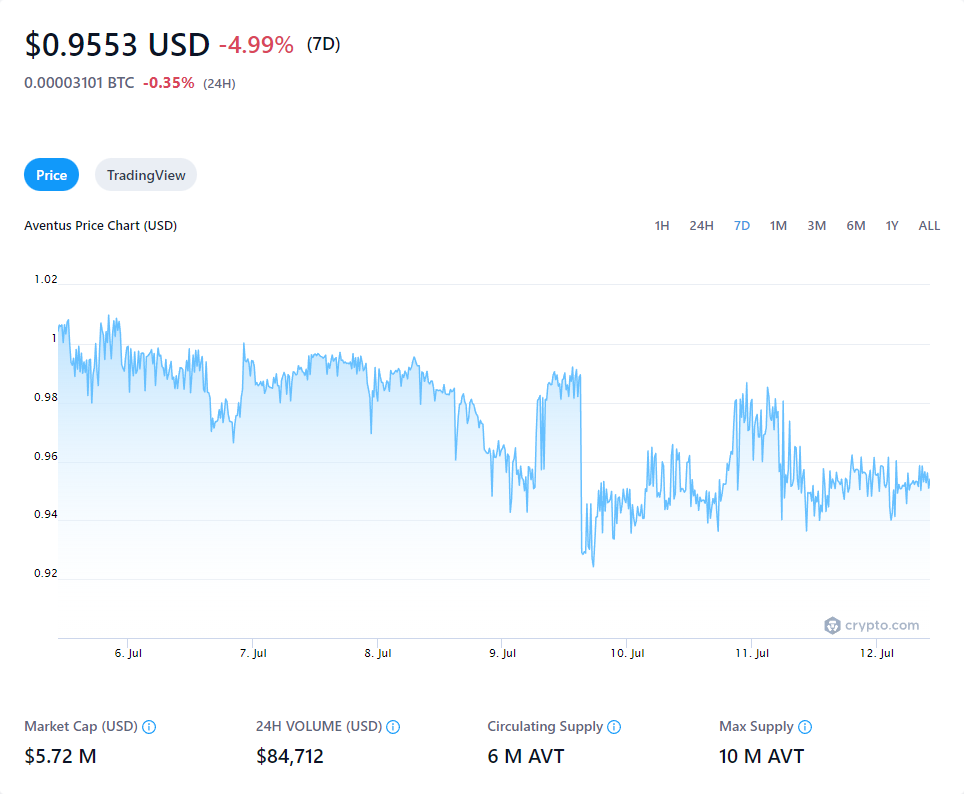 $0.9553 USD -4.99% (7D)
0.00003101 BTC -0.35% (24H)
Price TradingView
Aventus Price Chart (USD) 1H 24H 7D 1M 3M 6M 1Y ALL
1.02
1
0.98
0.96
0.94
0.92
crypto.com
6. Jul 7. Jul 8. Jul 9. Jul 10. Jul 11. Jul 12. Jul
Market Cap (USD) 24H VOLUME (USD) Circulating Supply Max Supply
$5.72 M $84,712 6 M AVT 10 M AVT